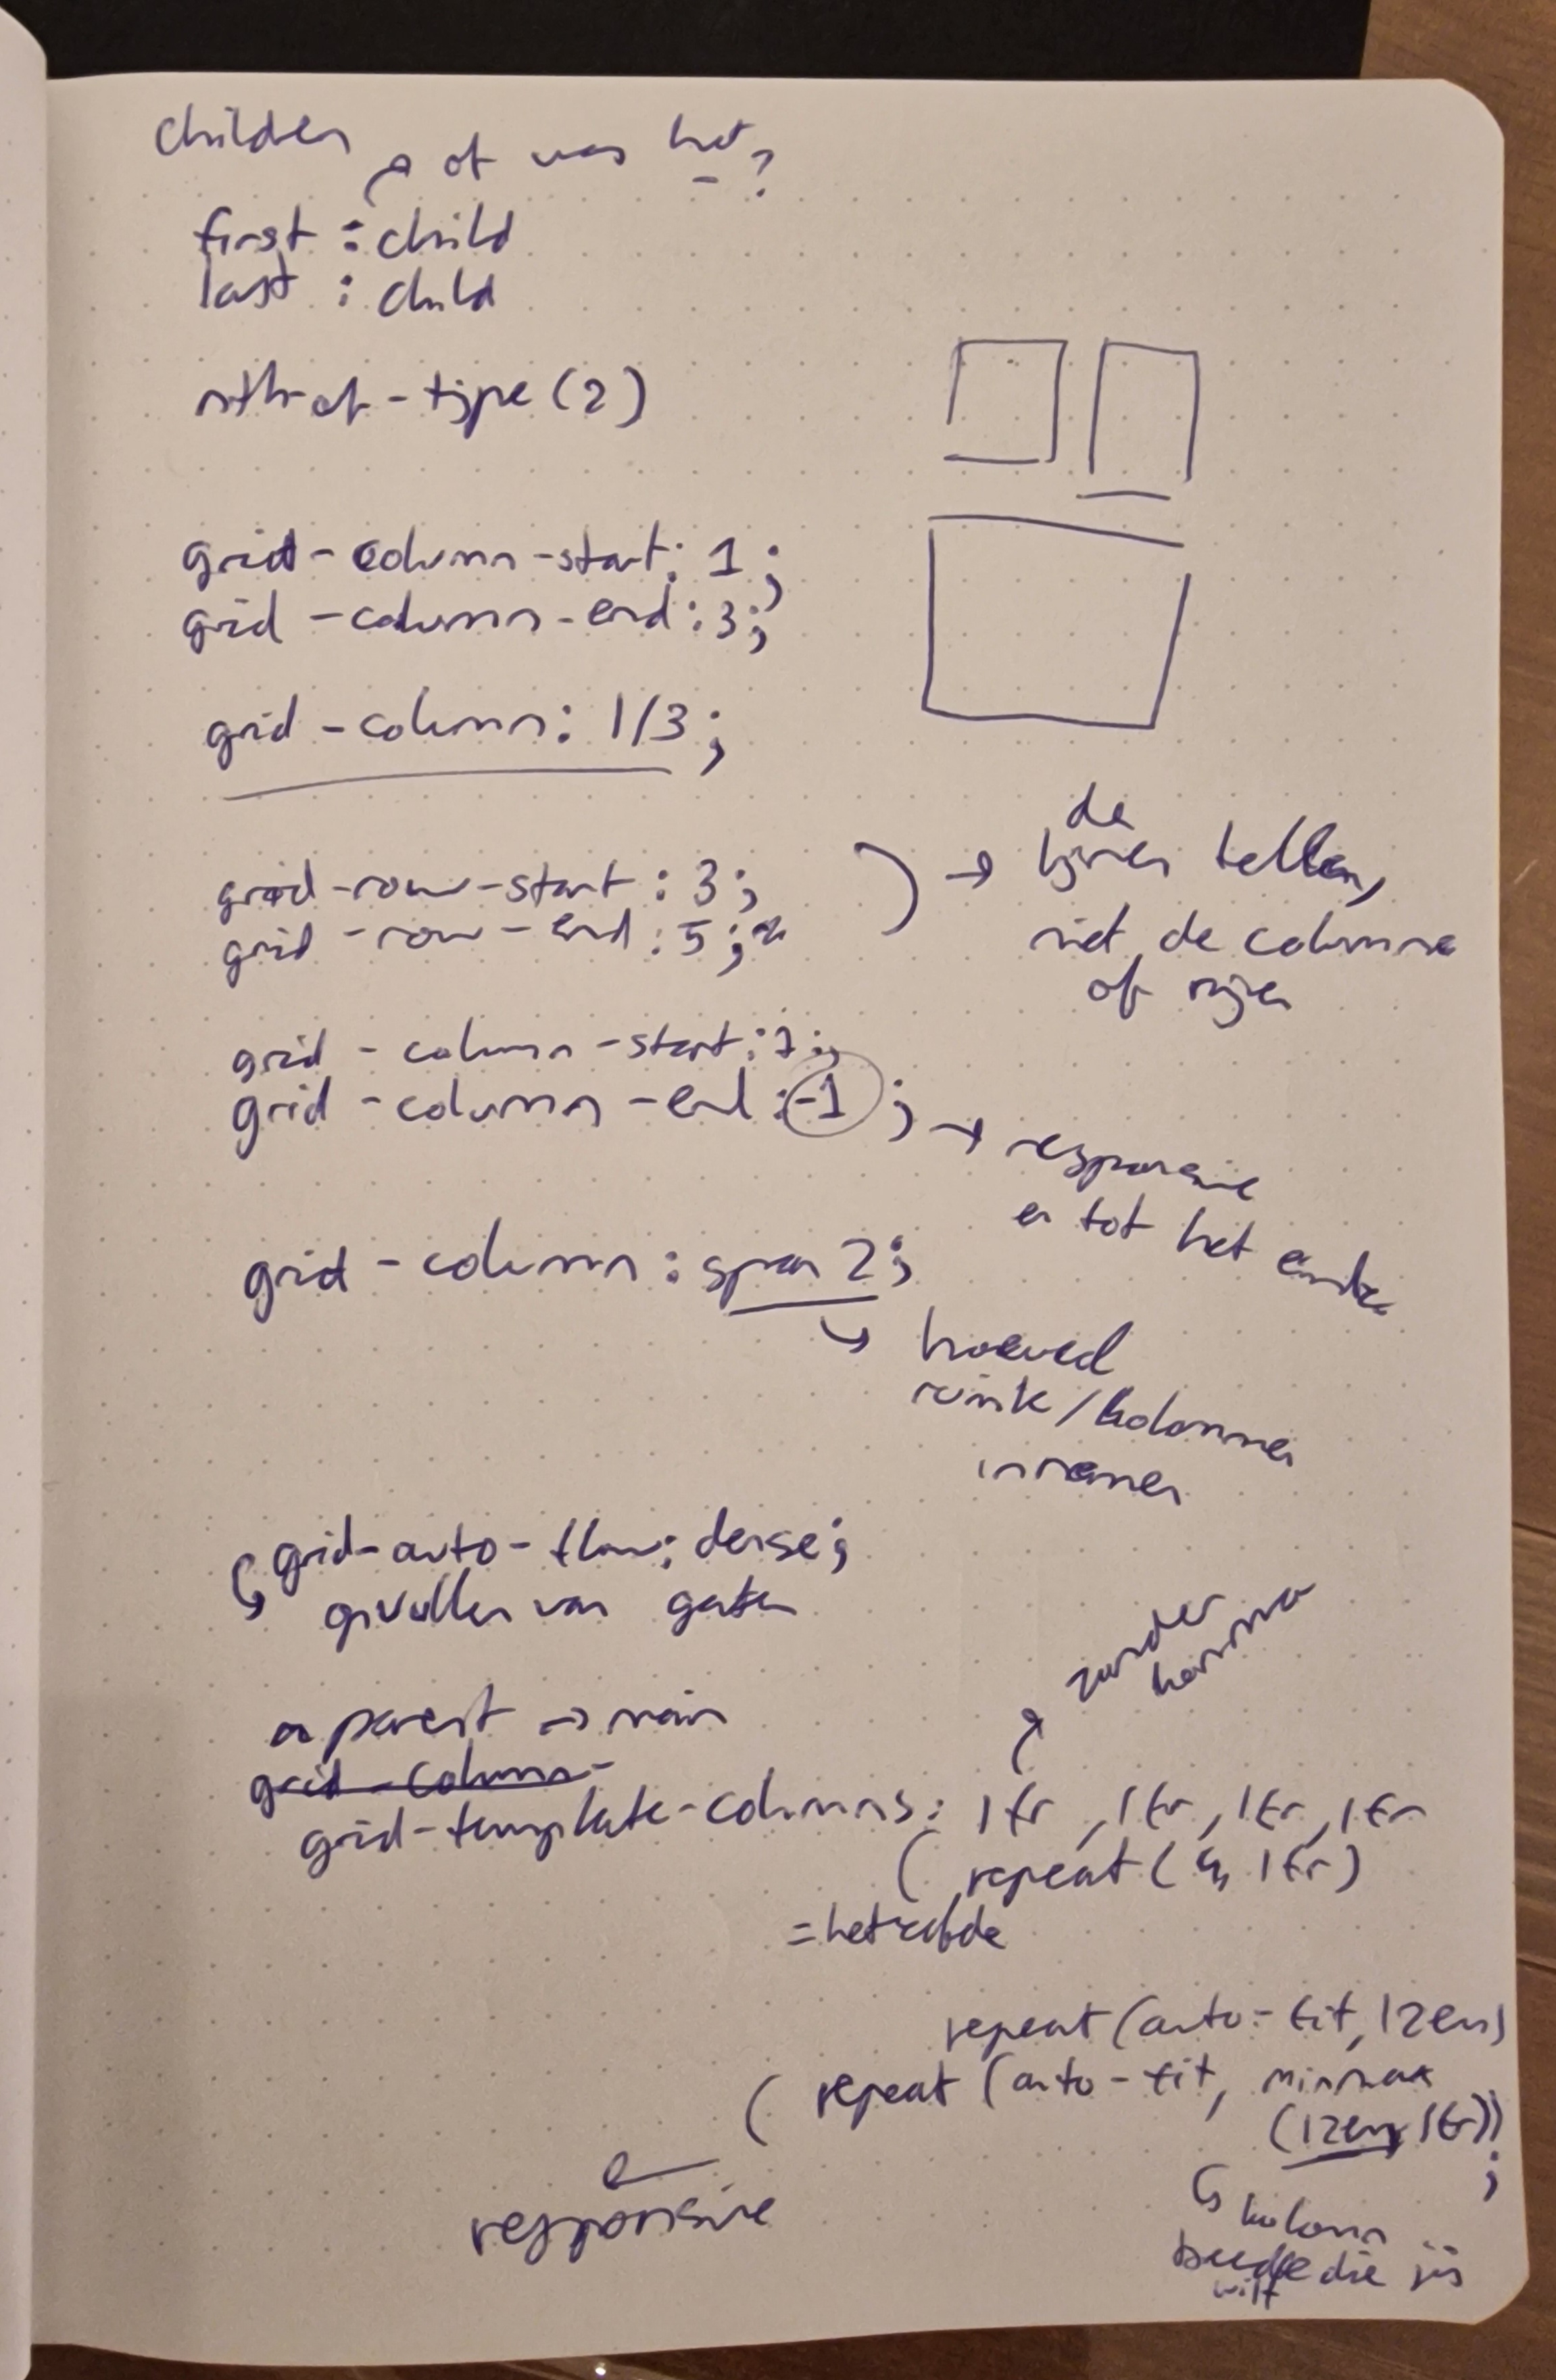 childen
of was het?
first : child
last : child
nth-of-type (2)
grid-column-start: 1;
grid-column-end: 3;
grid-column: 1/3;
grid-row-start: 3;
grid-row-end: 5;
de
lijnen tellen,
niet de columns
of rijen
grid-column-start: 1;
grid-column-end: -1;
responsive
en tot het einde
grid-column: span 2;
hoeveel
ruimte/kolommen
innemen
grid-auto-flow: dense;
opvullen van gaten
zonder
komma
parent → main
grid-column-
grid-template-columns: 1fr, 1fr, 1fr, 1fr
(repeat(4, 1fr)
= hetzelfde
repeat(auto-fit, 12em)
(repeat(auto-fit, minmax
(12em, 1fr));
responsive
kolom
breedte die jij
wilt